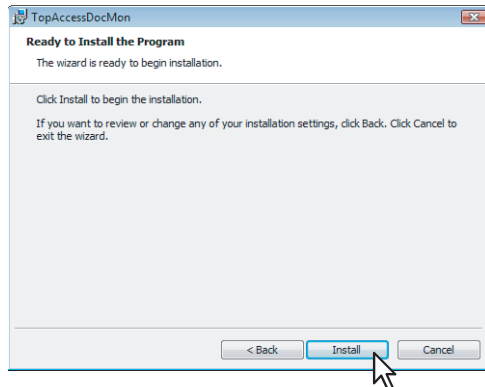 TopAccessDocMon
Ready to Install the Program
The wizard is ready to begin installation.
Click Install to begin the installation.
If you want to review or change any of your installation settings, click Back. Click Cancel to
exit the wizard.
< Back
Install
Cancel